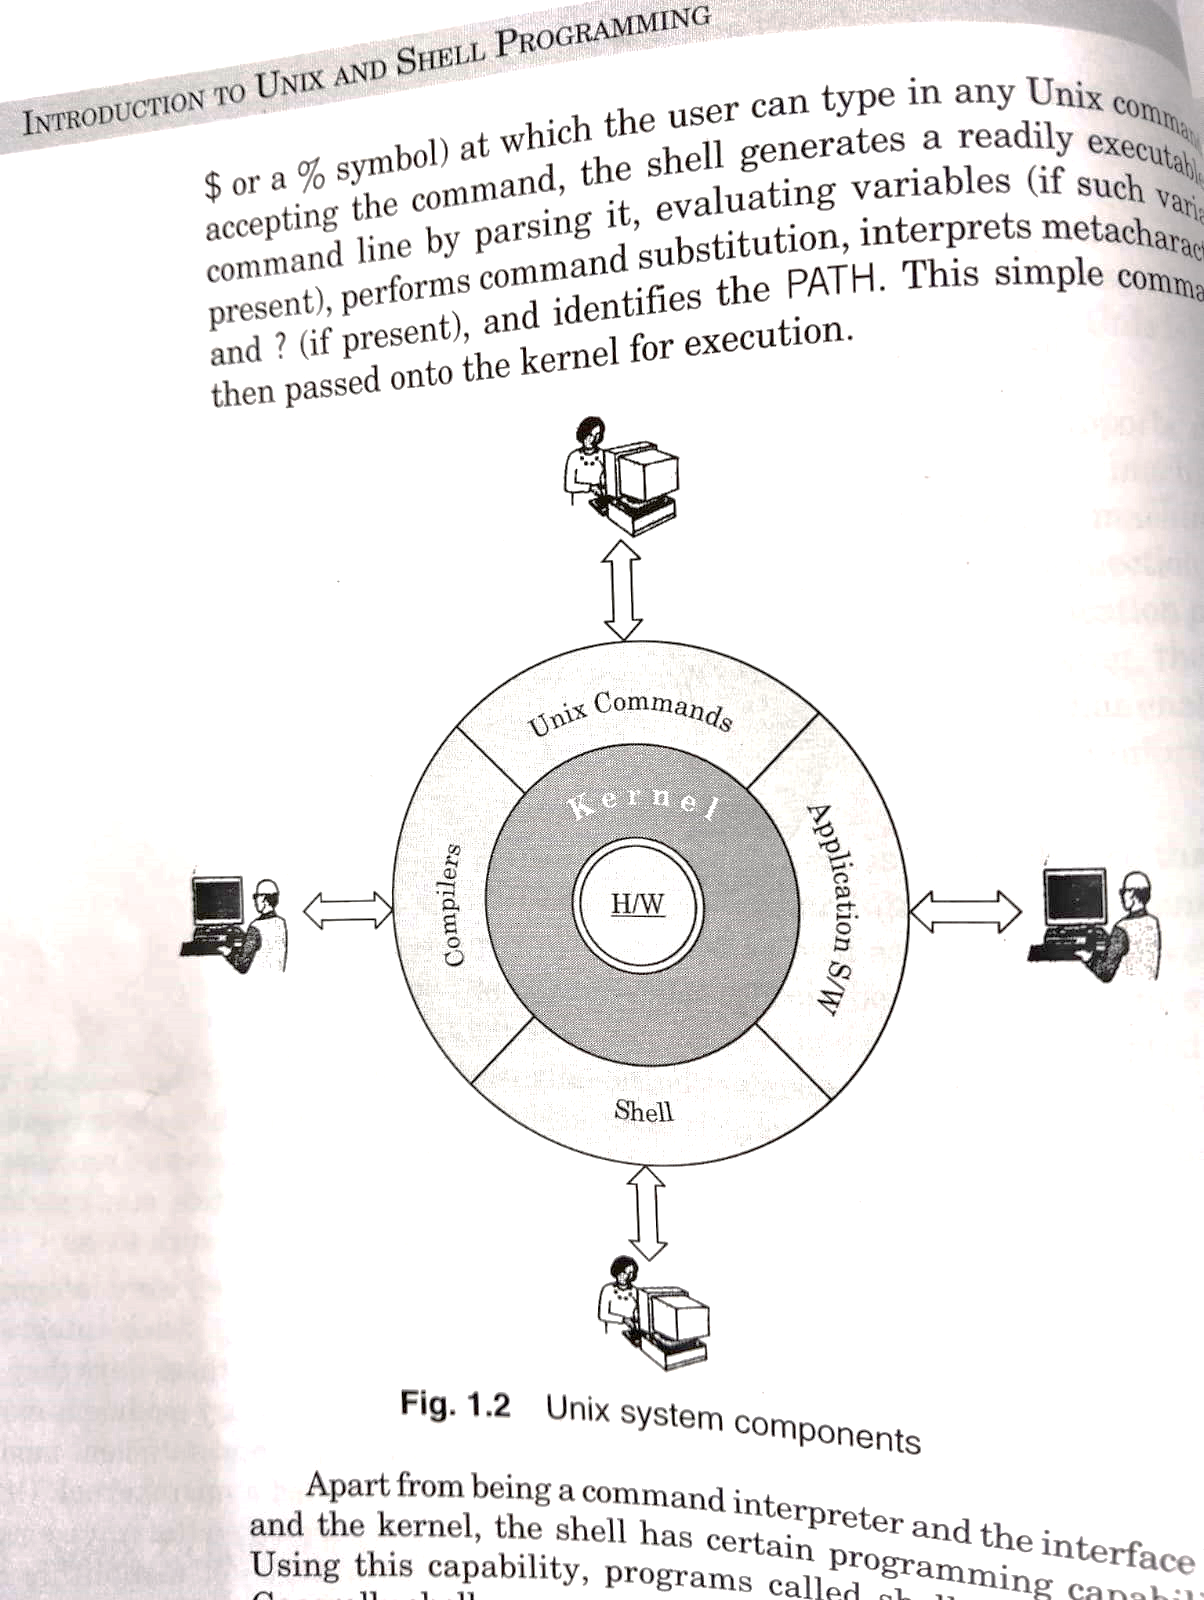 INTRODUCTION TO UNIX AND SHELL PROGRAMMING
$ or a % symbol) at which the user can type in any Unix
accepting the command, the shell generates a readily
command line by parsing it, evaluating variables (if such
present), performs command substitution, interprets
and ? (if present), and identifies the PATH. This simple
then passed onto the kernel for execution.
Unix Commands
Kernel
Compilers
H/W
Application S/W
Shell
Fig. 1.2 Unix system components
Apart from being a command interpreter and the interface
and the kernel, the shell has certain programming
Using this capability, programs called